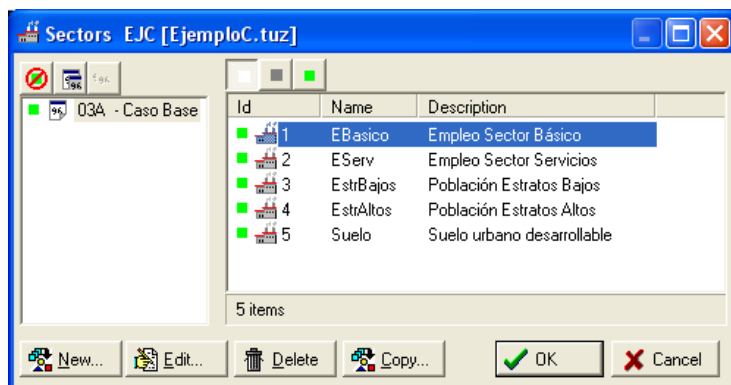 Sectors EJC [EjemploC.tuz]
03A - Caso Base
Id Name Description
1 EBasico Empleo Sector Básico
2 EServ Empleo Sector Servicios
3 EstrBajos Población Estratos Bajos
4 EstrAltos Población Estratos Altos
5 Suelo Suelo urbano desarrollable
5 items
New... Edit... Delete Copy... OK Cancel